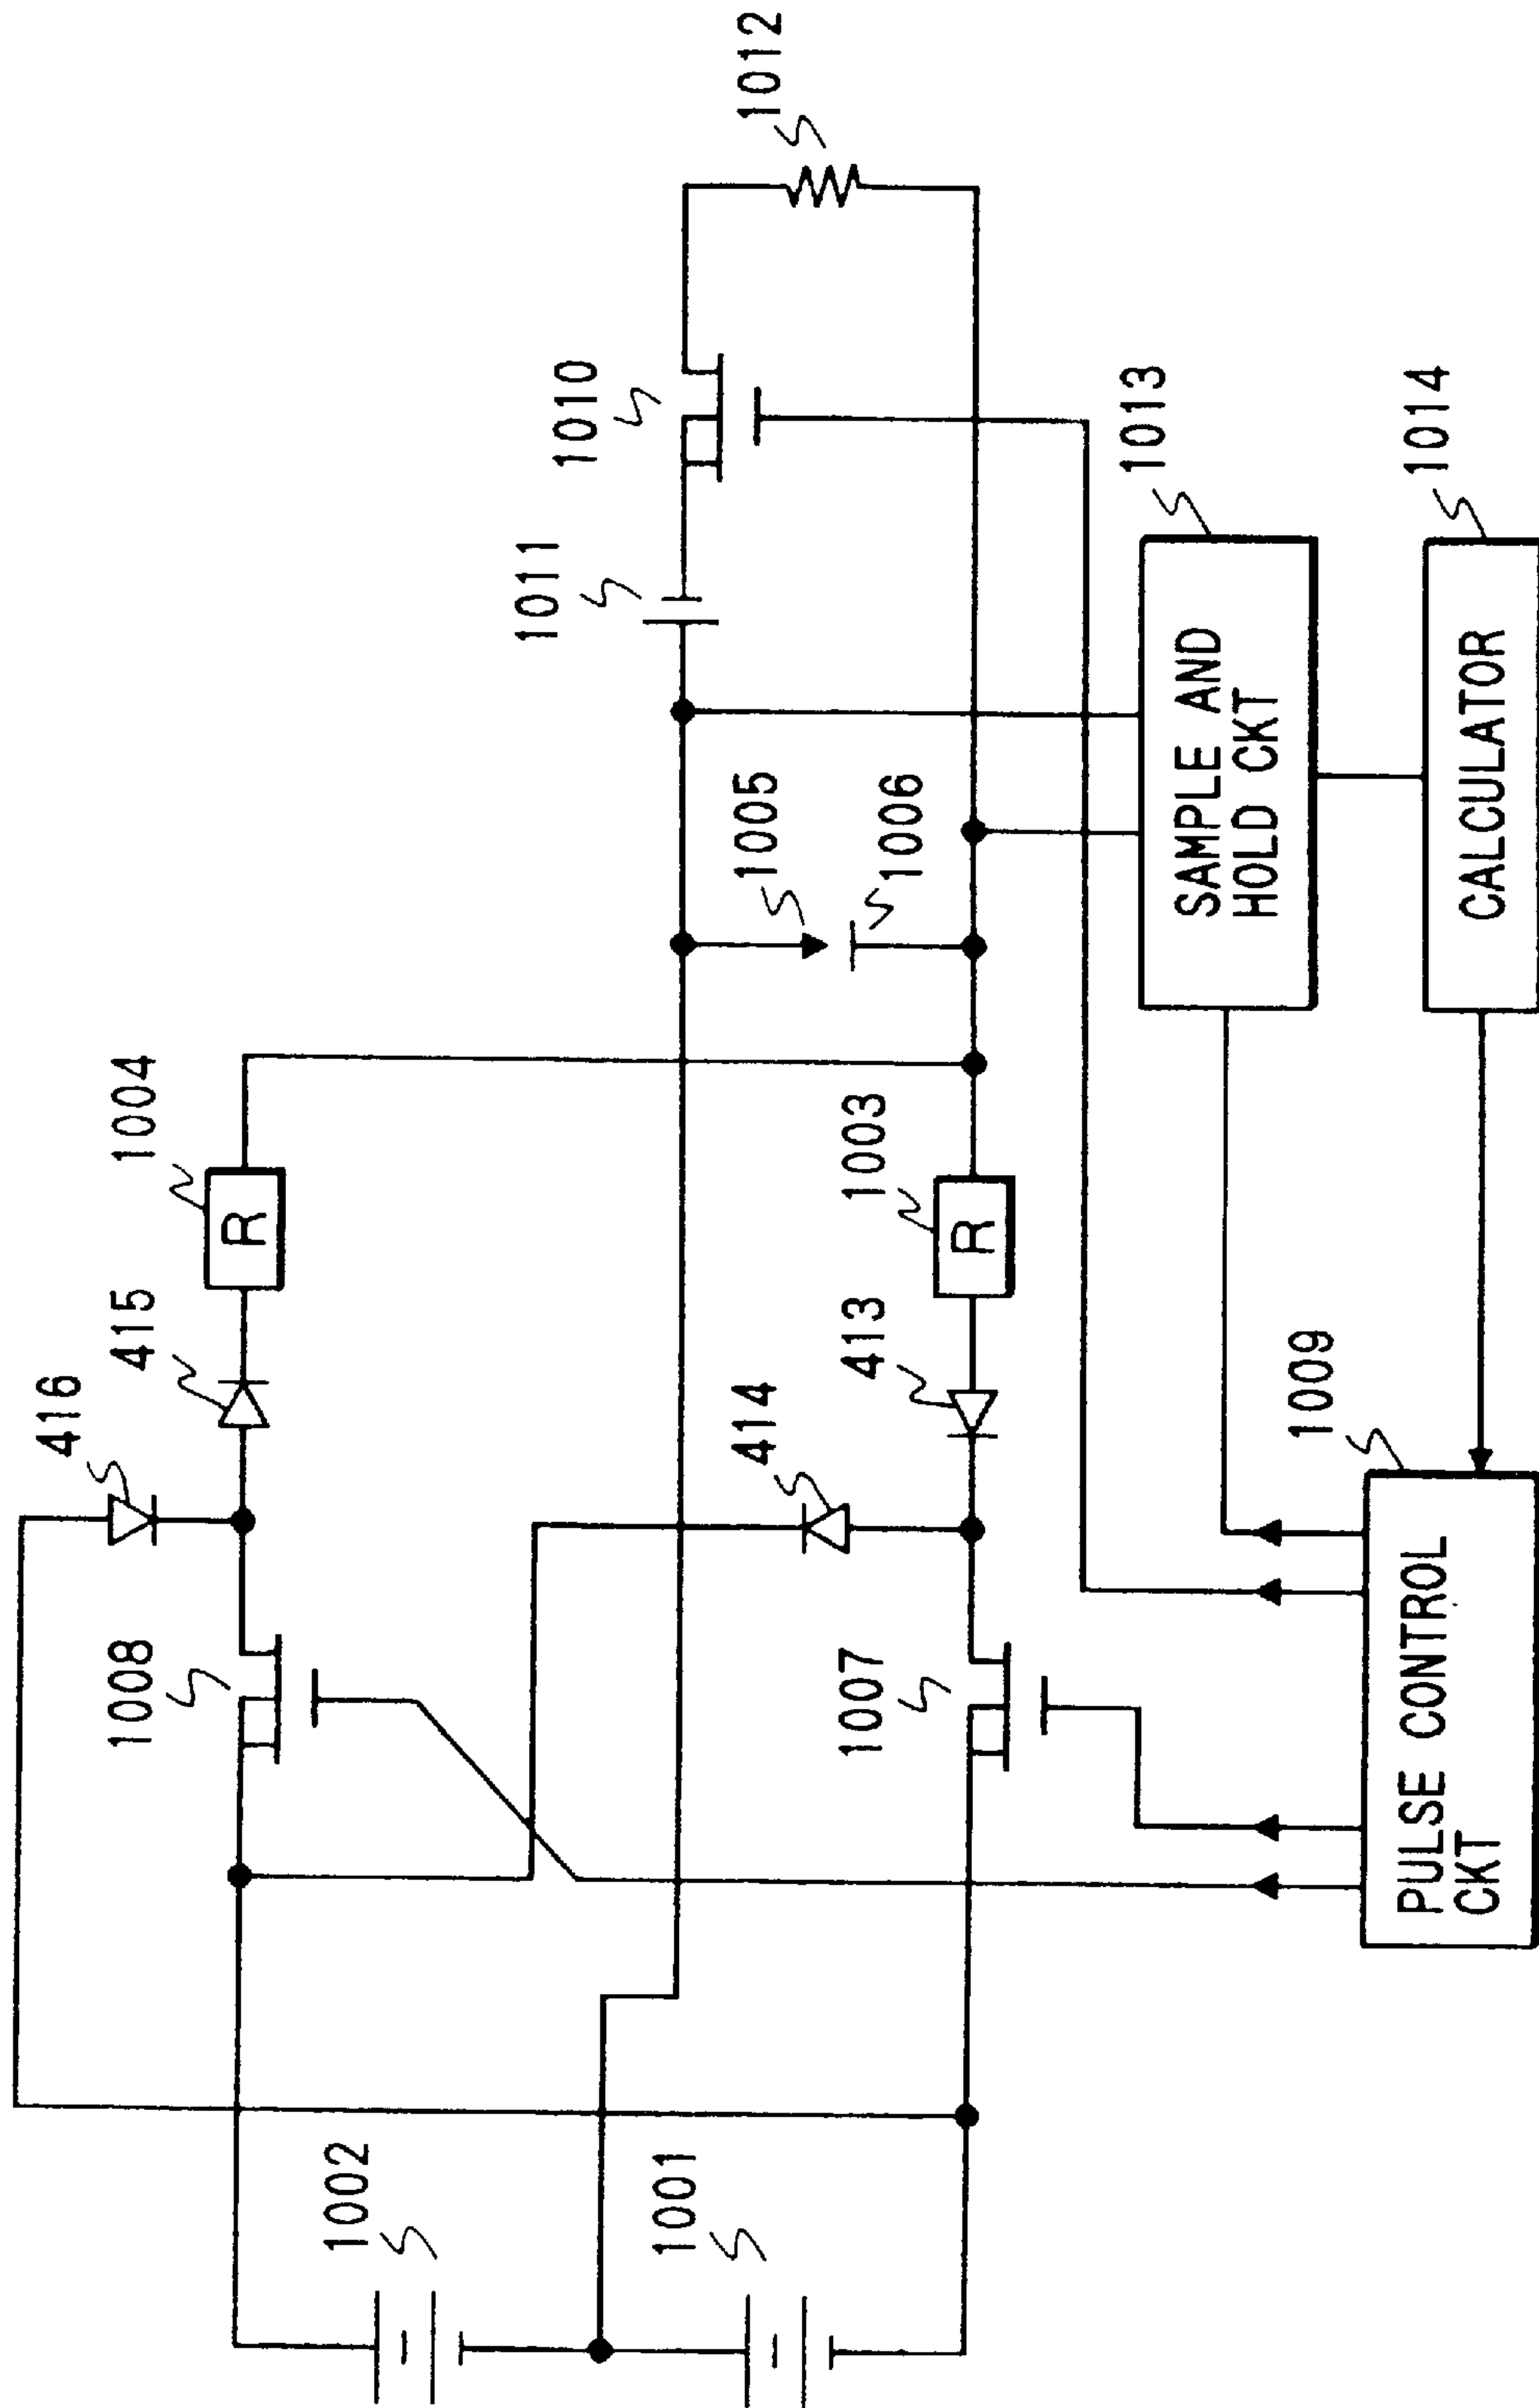 1012
1010
1011
1013
1014
1005
1006
SAMPLE AND
HOLD CKT
CALCULATOR
1004
R
1003
R
415
416
413
414
1009
1008
1007
PULSE CONTROL
CKT
1002
1001